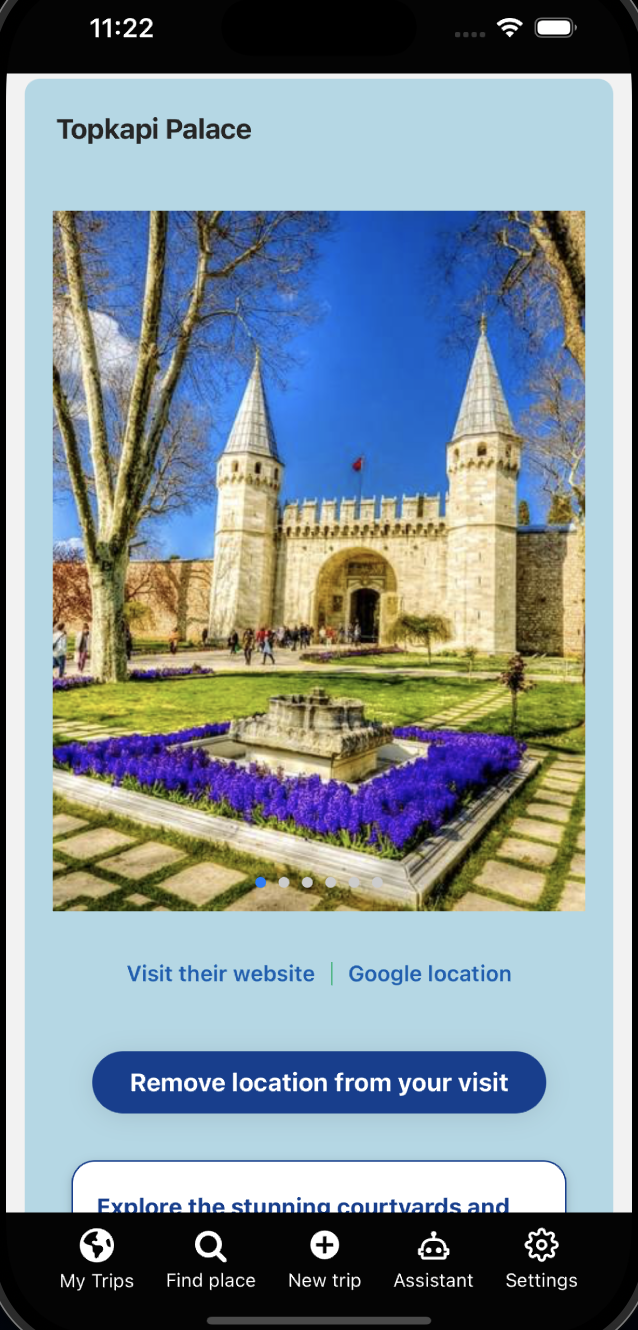 11:22
Topkapi Palace
Visit their website | Google location
Remove location from your visit
Explore the stunning courtyards and
My Trips Find place New trip Assistant Settings